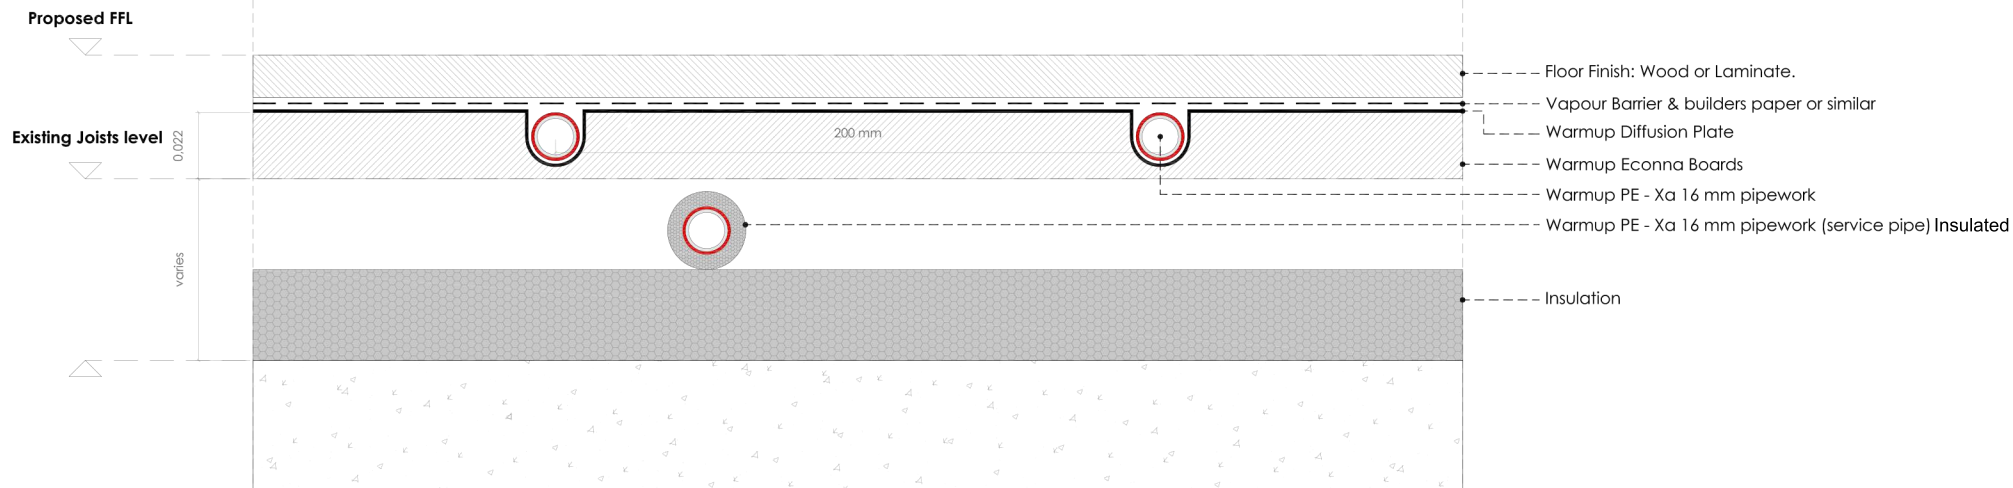 Proposed FFL
Floor Finish: Wood or Laminate.
Vapour Barrier & builders paper or similar
Warmup Diffusion Plate
Existing Joists level
0,022
200 mm
Warmup Econna Boards
Warmup PE - Xa 16 mm pipework
Warmup PE - Xa 16 mm pipework (service pipe) Insulated
varies
Insulation